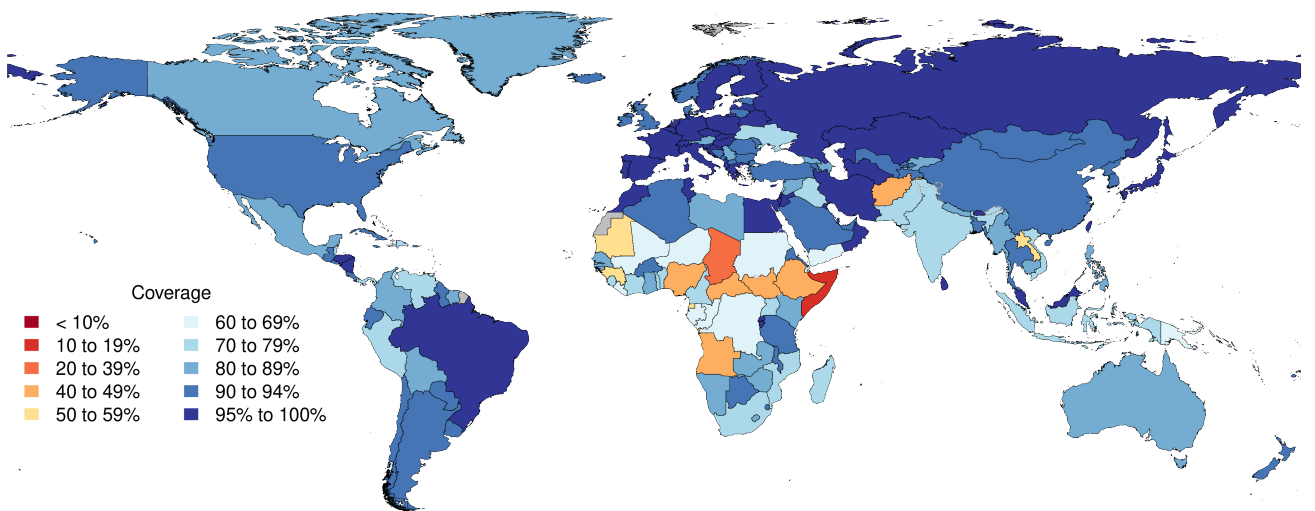 Coverage
< 10%
10 to 19%
20 to 39%
40 to 49%
50 to 59%
60 to 69%
70 to 79%
80 to 89%
90 to 94%
95% to 100%